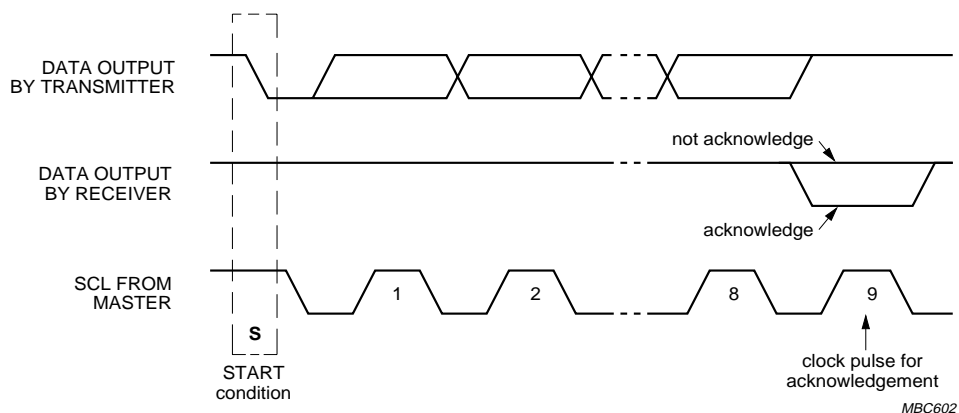 DATA OUTPUT
BY TRANSMITTER
not acknowledge
DATA OUTPUT
BY RECEIVER
acknowledge
SCL FROM
MASTER
1
2
8
9
S
START
condition
clock pulse for
acknowledgement
MBC602